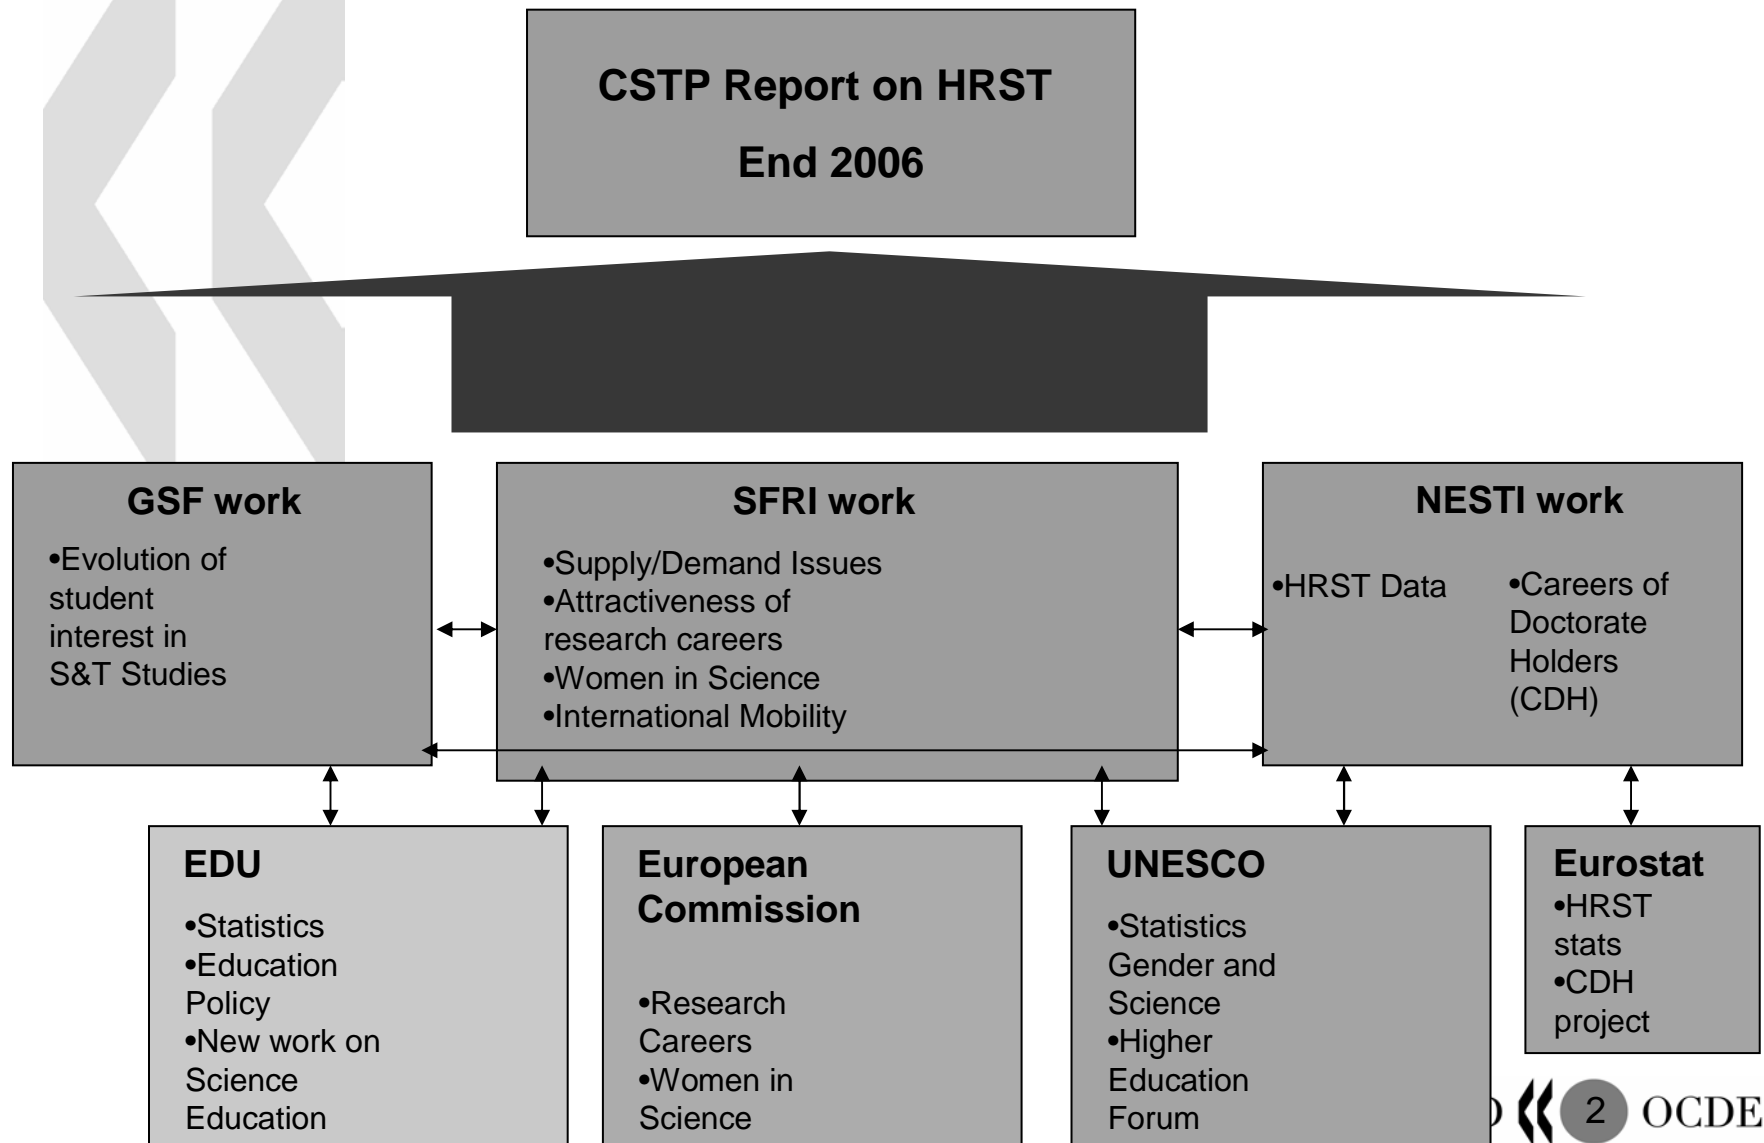 CSTP Report on HRST
End 2006
GSF work
•Evolution of
student
interest in
S&T Studies
SFRI work
•Supply/Demand Issues
•Attractiveness of
research careers
•Women in Science
•International Mobility
NESTI work
•HRST Data
•Careers of
Doctorate
Holders
(CDH)
EDU
•Statistics
•Education
Policy
•New work on
Science
Education
European
Commission
•Research
Careers
•Women in
Science
UNESCO
•Statistics
Gender and
Science
•Higher
Education
Forum
Eurostat
•HRST
stats
•CDH
project
2 OCDE